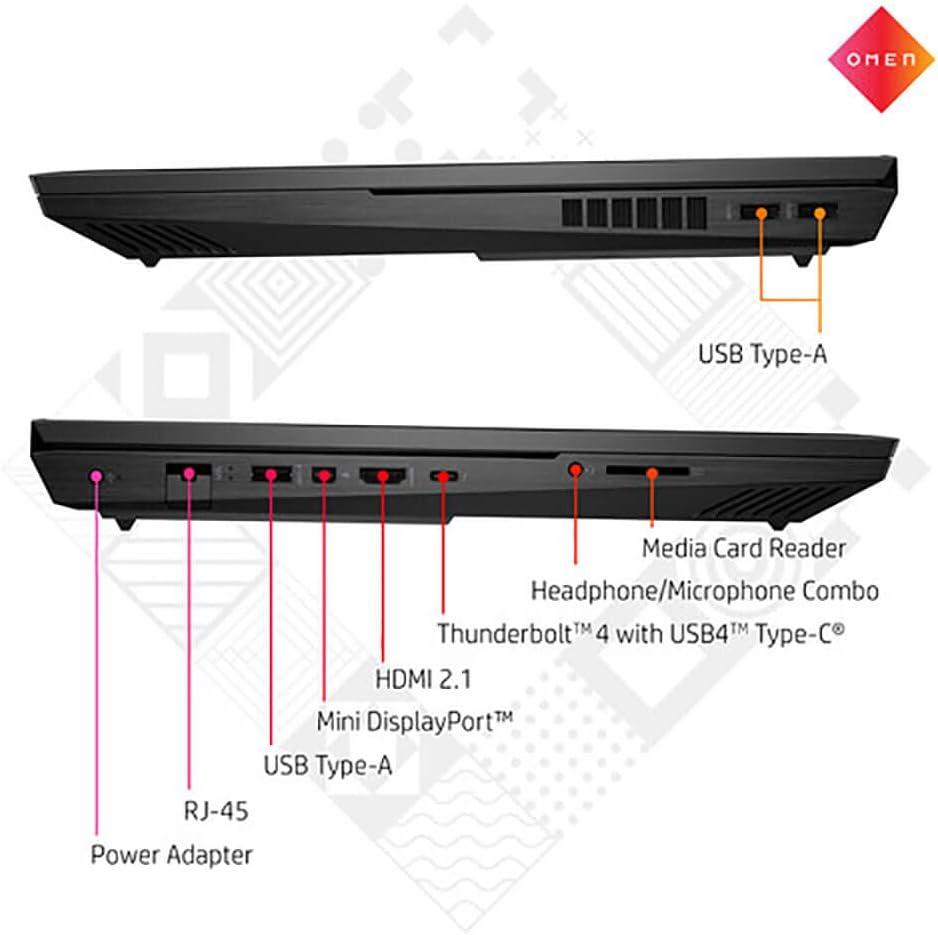 OMEN
USB Type-A
Media Card Reader
Headphone/Microphone Combo
Thunderbolt™ 4 with USB4™ Type-C®
HDMI 2.1
Mini DisplayPort™
USB Type-A
RJ-45
Power Adapter